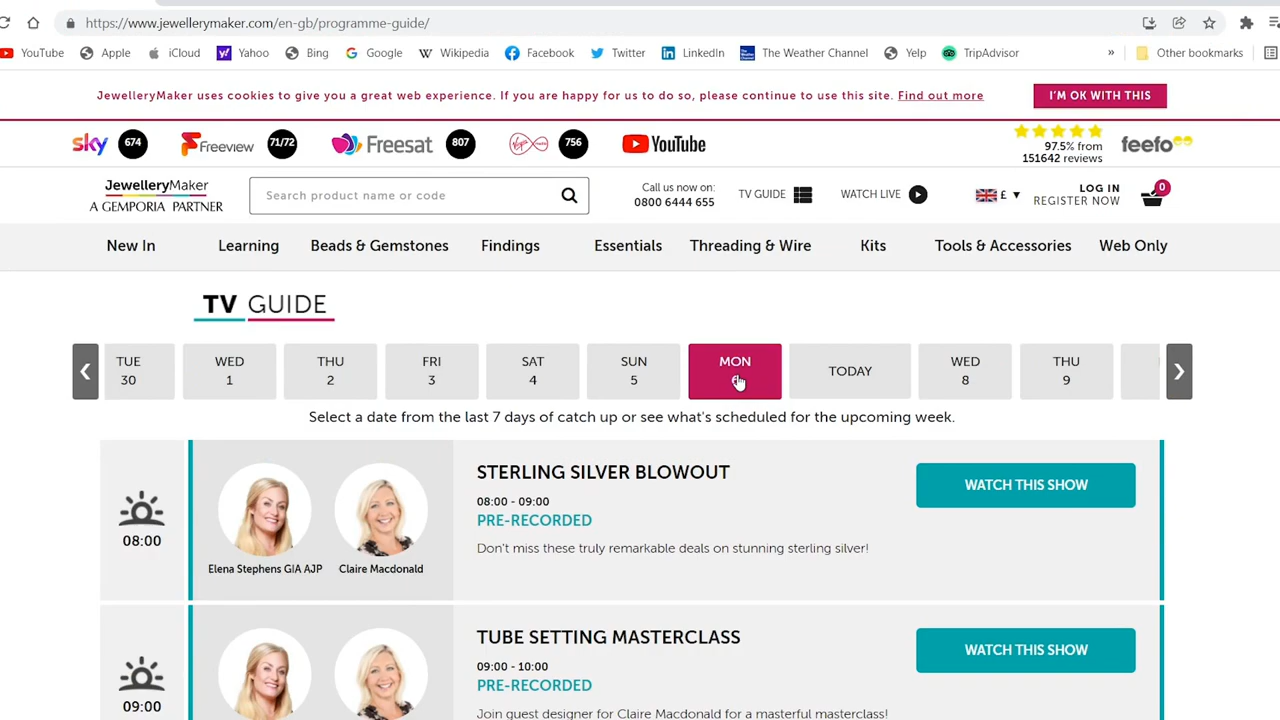 https://www.jewellerymaker.com/en-gb/programme-guide/
YouTube Apple iCloud Yahoo Bing Google Wikipedia Facebook Twitter LinkedIn The Weather Channel Yelp TripAdvisor » Other bookmarks
JewelleryMaker uses cookies to give you a great web experience. If you are happy for us to do so, please continue to use this site. Find out more
I'M OK WITH THIS
sky 674 Freeview 71/72 Freesat 807 756 YouTube
97.5% from
151642 reviews
feefo
JewelleryMaker
A GEMPORIA PARTNER
Search product name or code
Call us now on:
0800 6444 655
TV GUIDE
WATCH LIVE
£ ▼
LOG IN
REGISTER NOW
0
New In Learning Beads & Gemstones Findings Essentials Threading & Wire Kits Tools & Accessories Web Only
TV GUIDE
❮ TUE WED THU FRI SAT SUN MON TODAY WED THU ❯
30 1 2 3 4 5 8 9
Select a date from the last 7 days of catch up or see what's scheduled for the upcoming week.
08:00
Elena Stephens GIA AJP Claire Macdonald
STERLING SILVER BLOWOUT
08:00 - 09:00
PRE-RECORDED
Don't miss these truly remarkable deals on stunning sterling silver!
WATCH THIS SHOW
09:00
TUBE SETTING MASTERCLASS
09:00 - 10:00
PRE-RECORDED
Join guest designer for Claire Macdonald for a masterful masterclass!
WATCH THIS SHOW